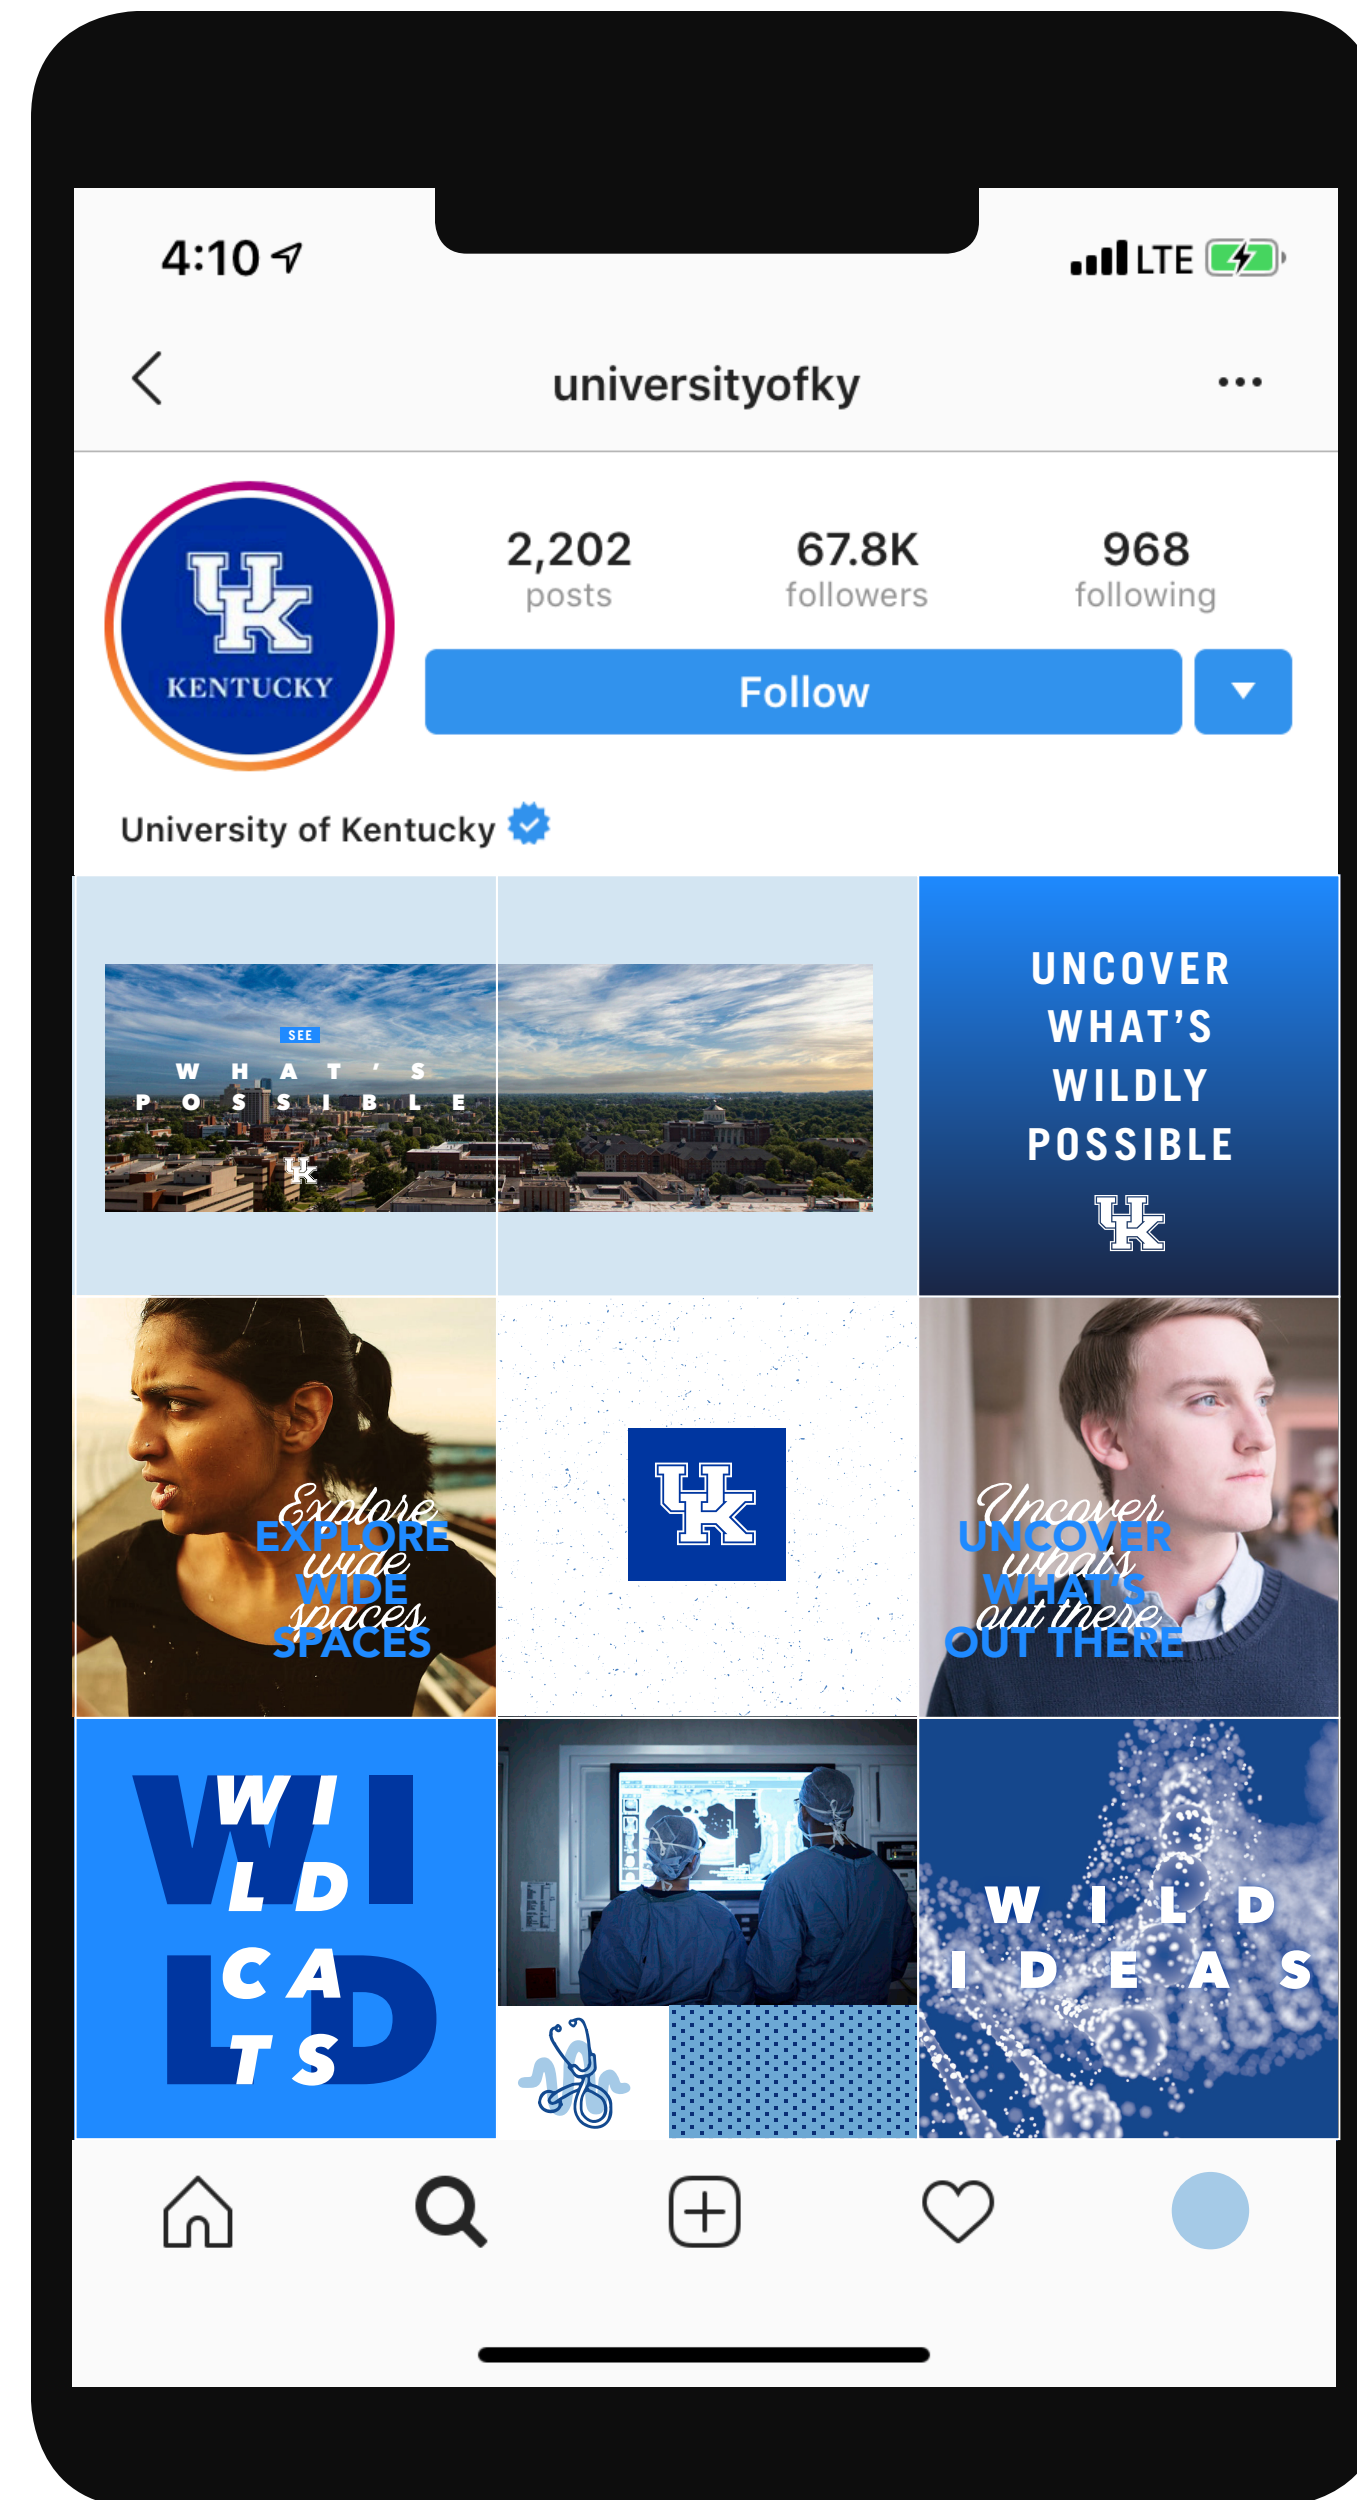 4:10
LTE
universityofky
2,202
67.8K
968
posts
followers
following
UK
KENTUCKY
Follow
University of Kentucky
SEE
WHAT'S
POSSIBLE
UK
UNCOVER
WHAT'S
WILDLY
POSSIBLE
UK
Explore
EXPLORE
wide
WIDE
spaces
SPACES
UK
Uncover
UNCOVER
what's
WHAT'S
out there
OUT THERE
WI
LD
WI
LD
CA
TS
WILD
IDEAS